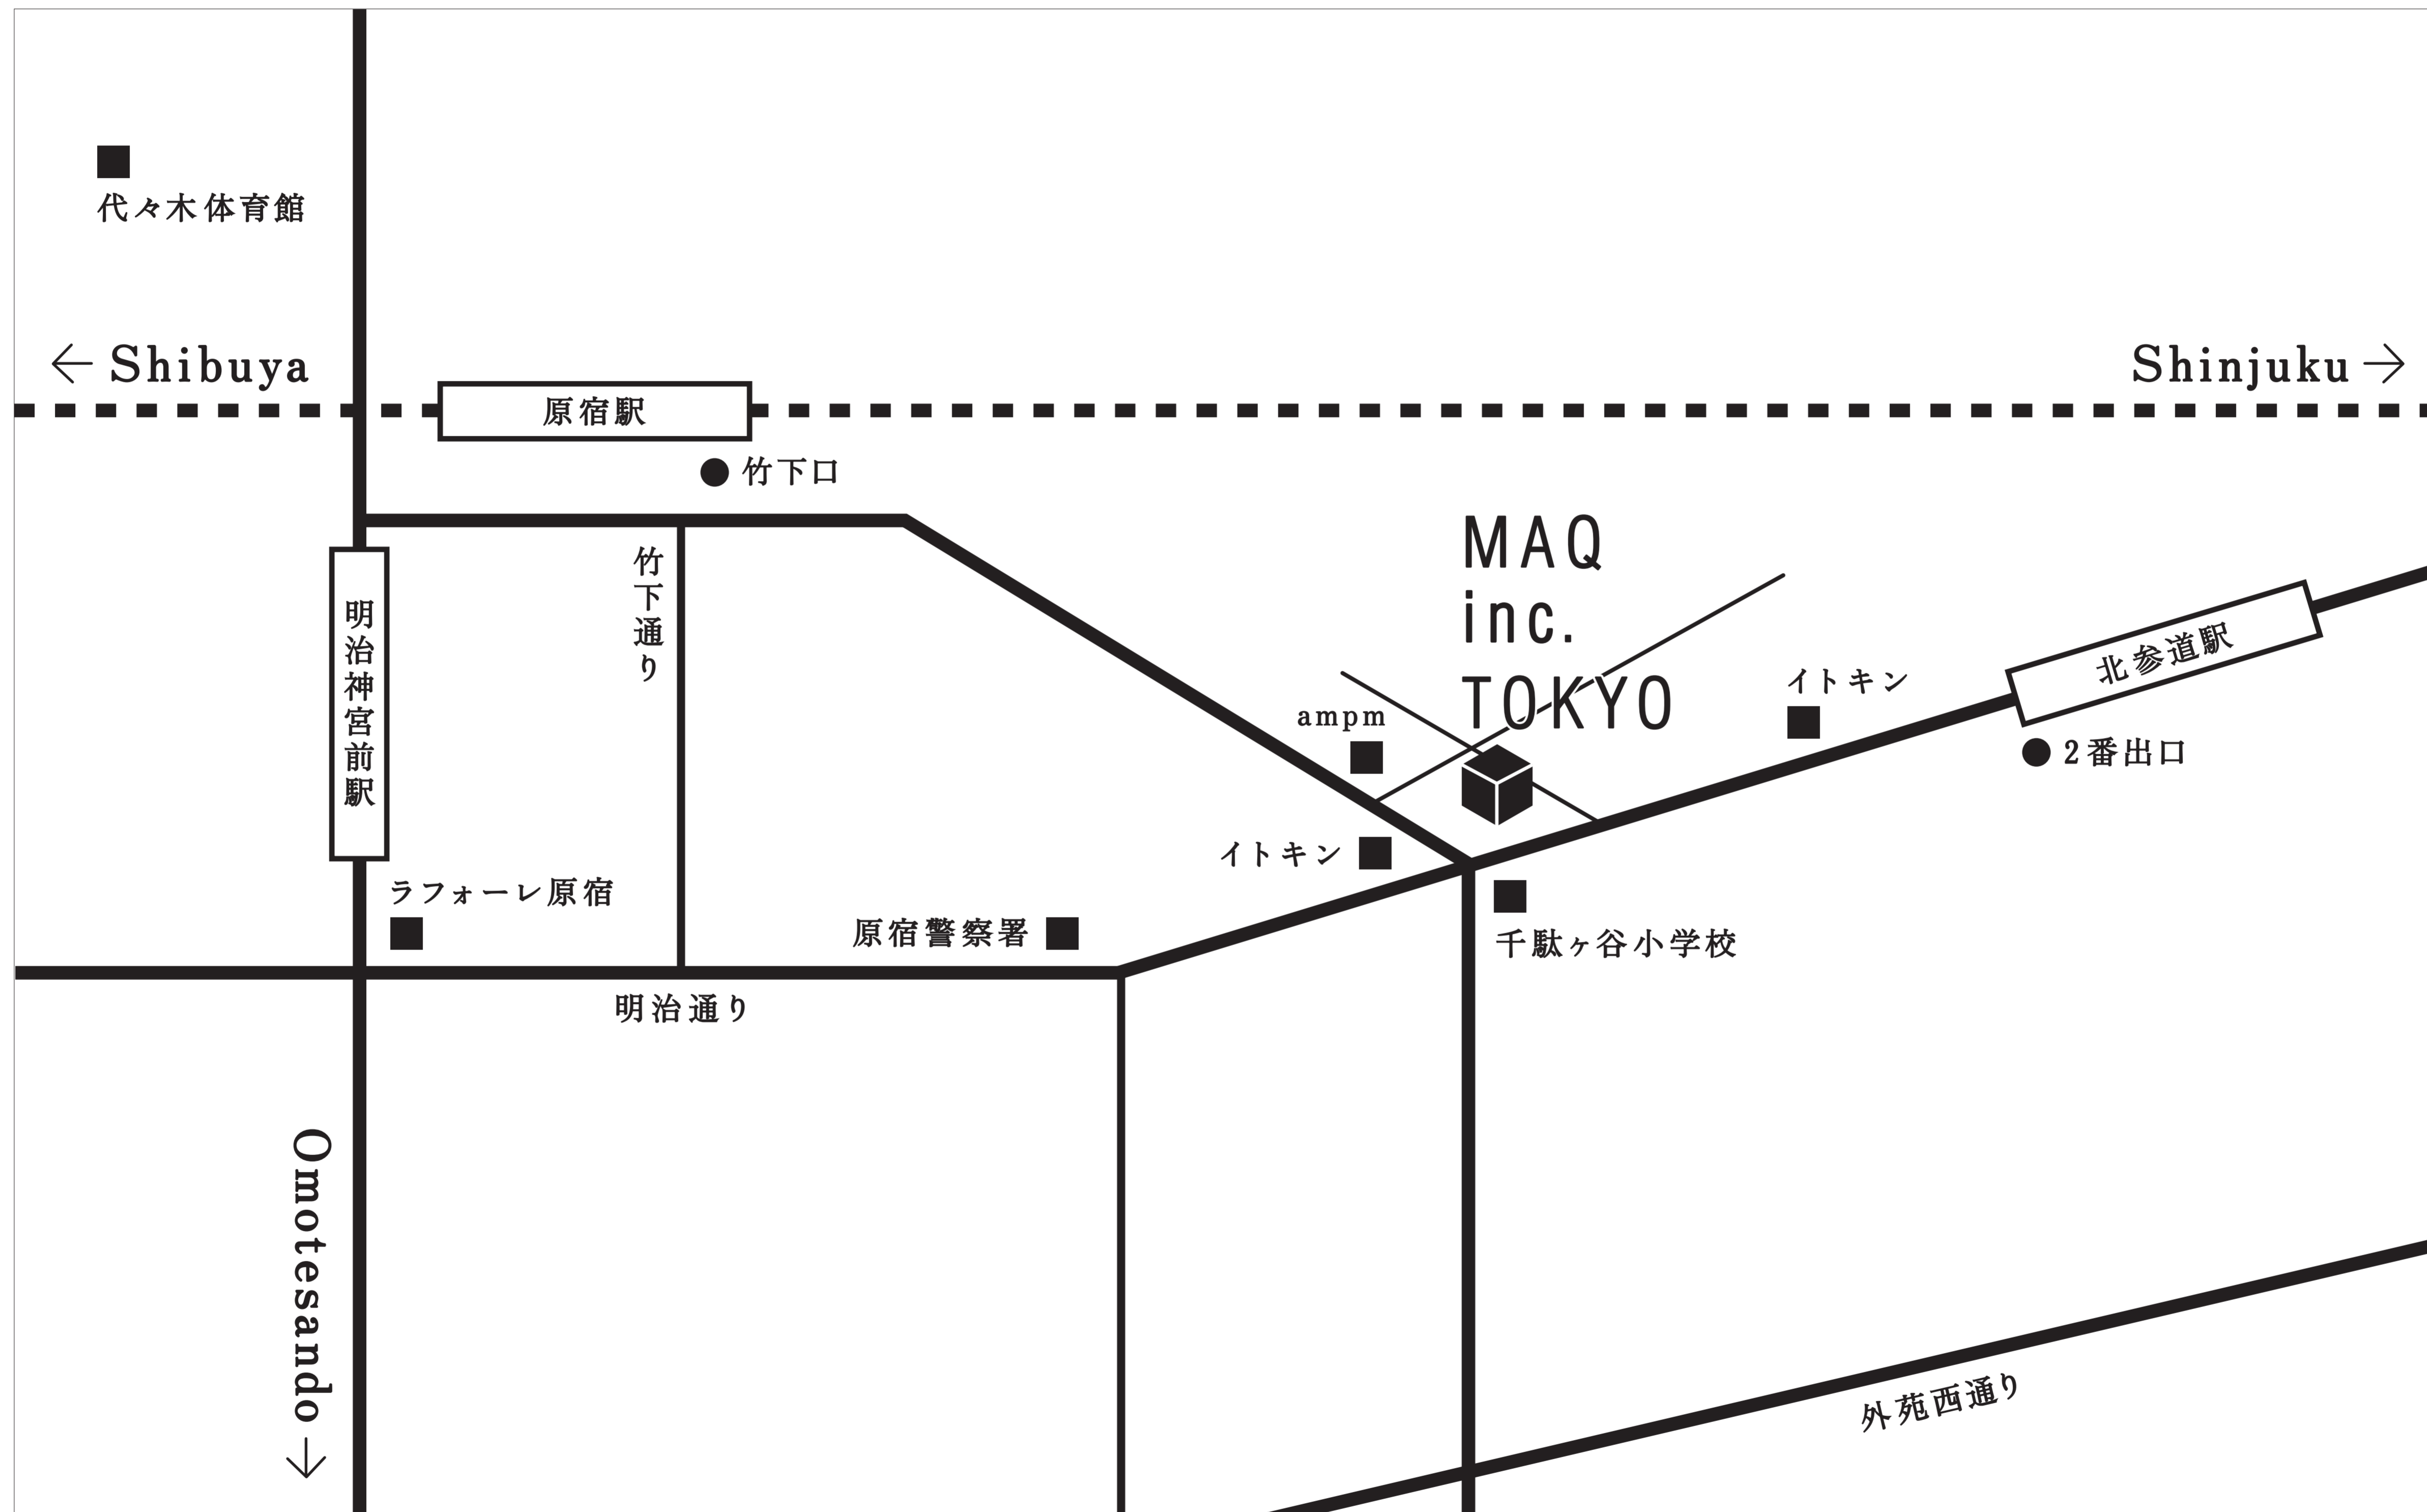 代々木体育館
← Shibuya
Shinjuku →
原宿駅
竹下口
MAQ
inc.
TOKYO
竹下通り
明治神宮前駅
北参道駅
イトキン
ampm
2番出口
イトキン
ラフォーレ原宿
原宿警察署
千駄ヶ谷小学校
明治通り
Omotesando →
外苑西通り